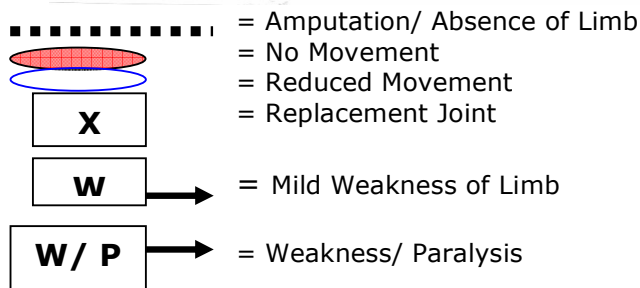 = Amputation/ Absence of Limb
= No Movement
= Reduced Movement
X = Replacement Joint
w = Mild Weakness of Limb
W/ P = Weakness/ Paralysis